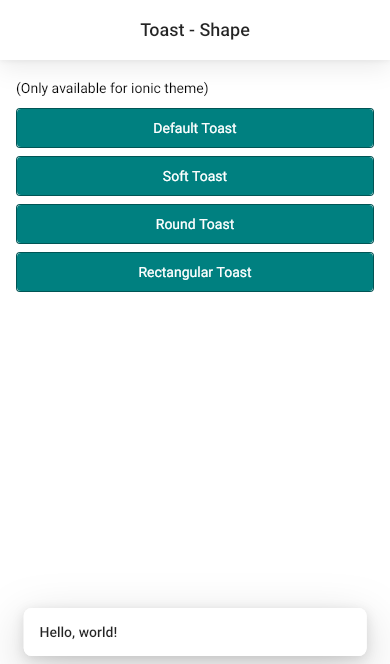 Toast - Shape
(Only available for ionic theme)
Default Toast
Soft Toast
Round Toast
Rectangular Toast
Hello, world!